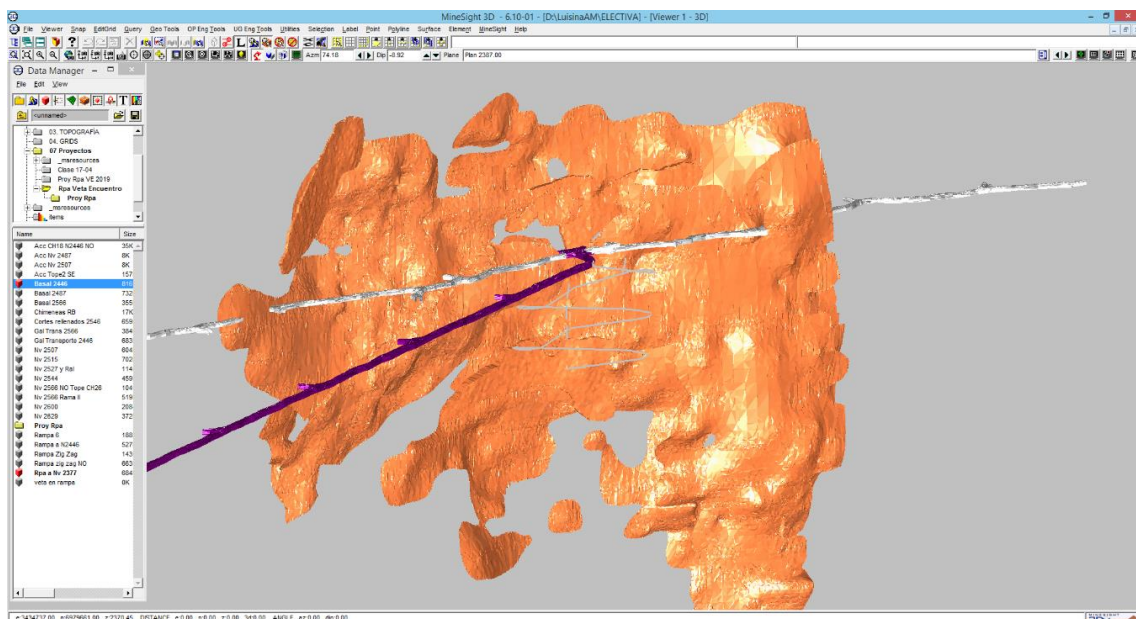 MineSight 3D - 6.10-01 - [D:\LuisinaAM\ELECTIVA] - [Viewer 1 - 3D]
File Viewer Snap EditGrid Query Geo Tools OP Eng Tools UG Eng Tools Utilities Selection Label Point Polyline Surface Element MineSight Help
Azm 74.18 Dip -0.92 Plane Plan 2387.00
Data Manager
File Edit View
<unnamed>
03. TOPOGRAFÍA
04. GRIDS
07 Proyectos
_msresources
Clase 17-04
Proy Rpa VE 2019
Rpa Veta Encuentro
Proy Rpa
_msresources
Items
Name Size
Acc CH18 N2446 NO 35K
Acc Nv 2487 8K
Acc Nv 2507 8K
Acc Tope2 SE 157
Basal 2446 616
Basal 2487 732
Basal 2566 355
Chimeneas RB 17K
Cortes rellenados 2546 659
Gal Trans 2566 384
Gal Transporte 2446 683
Nv 2507 604
Nv 2515 702
Nv 2527 y Ral 114
Nv 2544 459
Nv 2566 NO Tope CH26 104
Nv 2566 Rama II 519
Nv 2608 208
Nv 2629 372
Proy Rpa
Rampa 6 188
Rampa a N2446 527
Rampa Zig Zag 143
Rampa zig zag NO 663
Rpa a Nv 2377 684
veta en rampa 0K